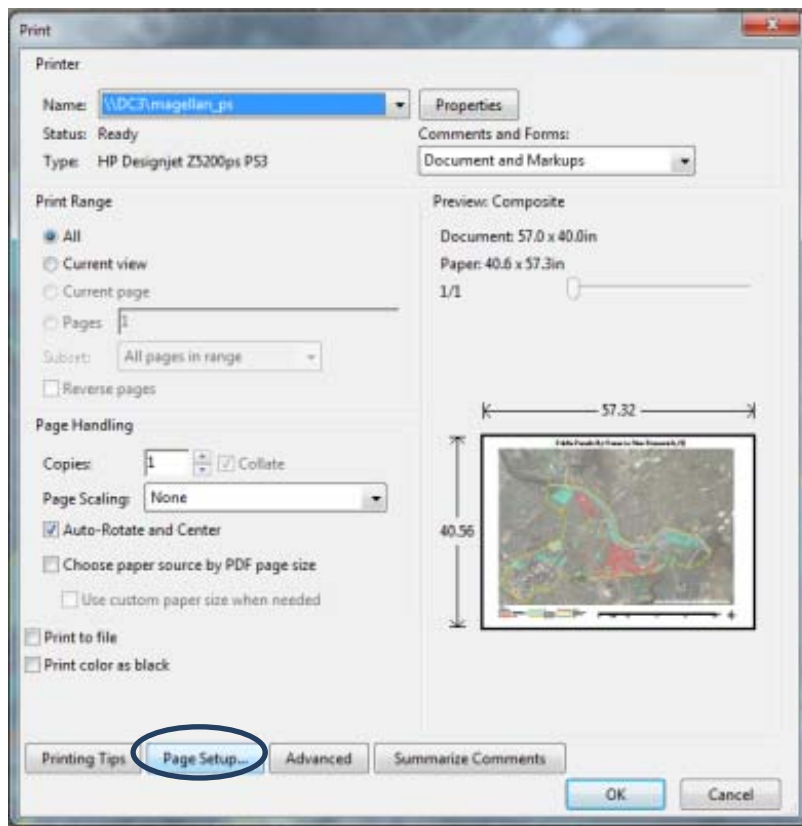 Print
Printer
Name: \\DC3\magellan_ps
Properties
Status: Ready
Comments and Forms:
Type: HP Designjet Z5200ps PS3
Document and Markups
Print Range
All
Current view
Current page
Pages 1
Subset: All pages in range
Reverse pages
Page Handling
Copies: 1 Collate
Page Scaling: None
Auto-Rotate and Center
Choose paper source by PDF page size
Use custom paper size when needed
Print to file
Print color as black
Preview: Composite
Document: 57.0 x 40.0in
Paper: 40.6 x 57.3in
1/1
57.32
40.56
Printing Tips Page Setup... Advanced Summarize Comments
OK Cancel